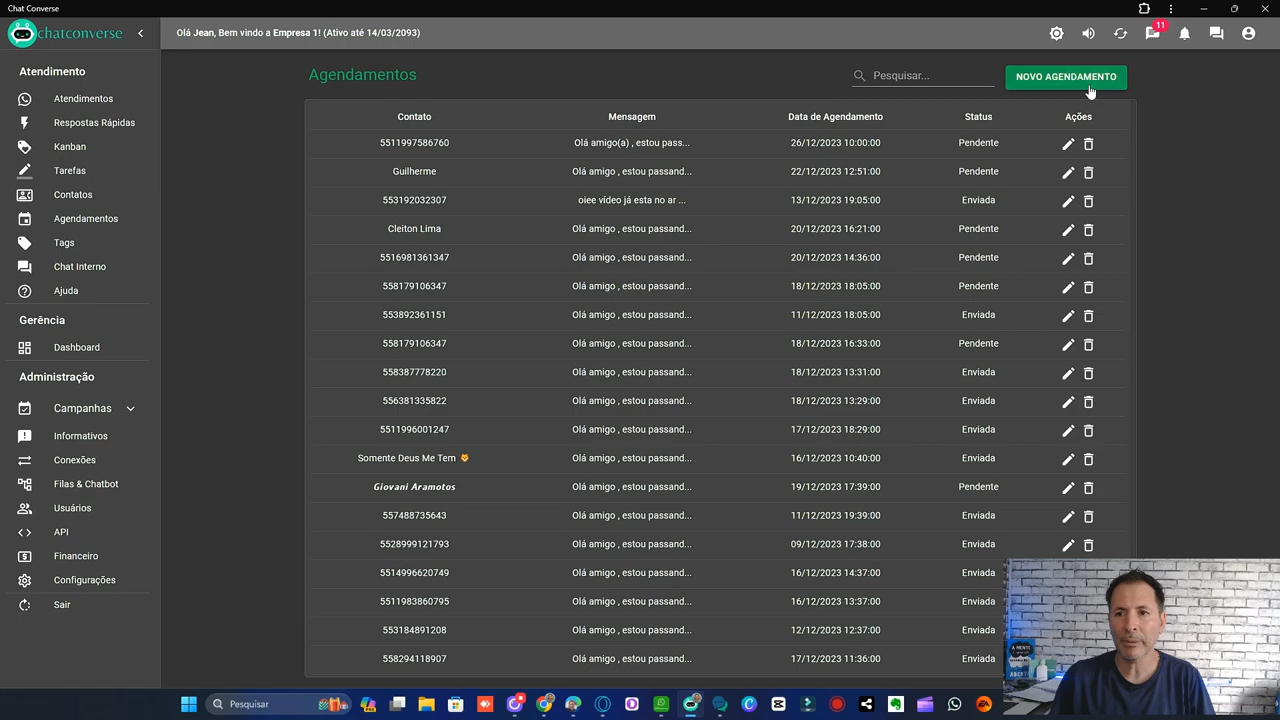 Chat Converse
chatconverse
Olá Jean, Bem vindo a Empresa 1! (Ativo até 14/03/2093)
11
Atendimento
Atendimentos
Respostas Rápidas
Kanban
Tarefas
Contatos
Agendamentos
Tags
Chat Interno
Ajuda
Gerência
Dashboard
Administração
Campanhas
Informativos
Conexões
Filas & Chatbot
Usuários
API
Financeiro
Configurações
Sair
Agendamentos
Pesquisar...
NOVO AGENDAMENTO
Contato Mensagem Data de Agendamento Status Ações
5511997586760 Olá amigo(a) , estou pass... 26/12/2023 10:00:00 Pendente
Guilherme Olá amigo , estou passand... 22/12/2023 12:51:00 Pendente
553192032307 oiee vídeo já esta no ar ... 13/12/2023 19:05:00 Enviada
Cleiton Lima Olá amigo , estou passand... 20/12/2023 16:21:00 Pendente
5516981361347 Olá amigo , estou passand... 20/12/2023 14:36:00 Pendente
558179106347 Olá amigo , estou passand... 18/12/2023 18:05:00 Pendente
553892361151 Olá amigo , estou passand... 11/12/2023 18:05:00 Enviada
558179106347 Olá amigo , estou passand... 18/12/2023 16:33:00 Pendente
558387778220 Olá amigo , estou passand... 18/12/2023 13:31:00 Enviada
556381335822 Olá amigo , estou passand... 18/12/2023 13:29:00 Enviada
5511996001247 Olá amigo , estou passand... 17/12/2023 18:29:00 Enviada
Somente Deus Me Tem Olá amigo , estou passand... 16/12/2023 10:40:00 Enviada
Giovani Aramotos Olá amigo , estou passand... 19/12/2023 17:39:00 Pendente
557488735643 Olá amigo , estou passand... 11/12/2023 19:39:00 Enviada
5528999121793 Olá amigo , estou passand... 09/12/2023 17:38:00 Enviada
5514996620749 Olá amigo , estou passand... 16/12/2023 14:37:00 Enviada
5511983860795 Olá amigo , estou passand... 16/12/2023 13:37:00 Enviada
553184891208 Olá amigo , estou passand... 12/12/2023 12:37:00 Enviada
558294118907 Olá amigo , estou passand... 17/12/2023 11:36:00 Enviada
A MENTE
Pesquisar
EA